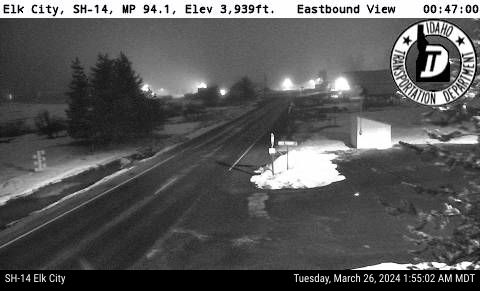 Elk City, SH-14, MP 94.1, Elev 3,939ft. Eastbound View 00:47:00
IDAHO
TRANSPORTATION DEPARTMENT
SH-14 Elk City Tuesday, March 26, 2024 1:55:02 AM MDT